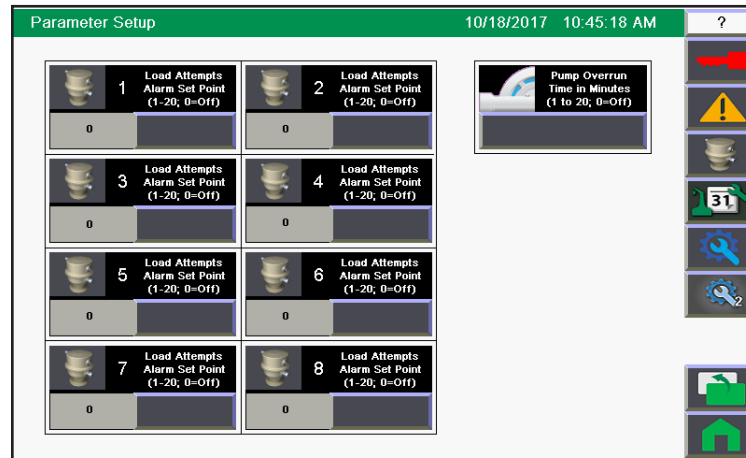 Parameter Setup 10/18/2017 10:45:18 AM ?
1 Load Attempts
Alarm Set Point
(1-20; 0=Off)
0
2 Load Attempts
Alarm Set Point
(1-20; 0=Off)
0
Pump Overrun
Time in Minutes
(1 to 20; 0=Off)
3 Load Attempts
Alarm Set Point
(1-20; 0=Off)
0
4 Load Attempts
Alarm Set Point
(1-20; 0=Off)
0
5 Load Attempts
Alarm Set Point
(1-20; 0=Off)
0
6 Load Attempts
Alarm Set Point
(1-20; 0=Off)
0
7 Load Attempts
Alarm Set Point
(1-20; 0=Off)
0
8 Load Attempts
Alarm Set Point
(1-20; 0=Off)
0
31
2